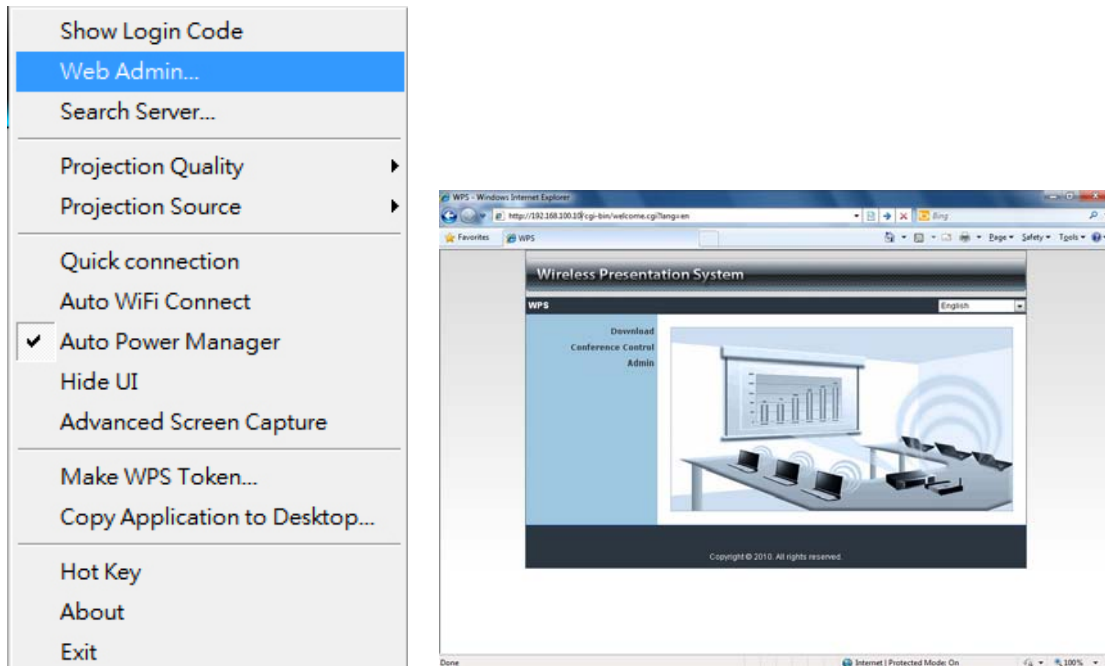 Show Login Code
Web Admin...
Search Server...
Projection Quality
Projection Source
Quick connection
Auto WiFi Connect
Auto Power Manager
Hide UI
Advanced Screen Capture
Make WPS Token...
Copy Application to Desktop...
Hot Key
About
Exit
WPS - Windows Internet Explorer
http://192.168.100.10/cgi-bin/welcome.cgi?lang=en
Bing
Favorites WPS Page Safety Tools
Wireless Presentation System
WPS English
Download
Conference Control
Admin
Copyright © 2010. All rights reserved.
Done Internet | Protected Mode: On 100%